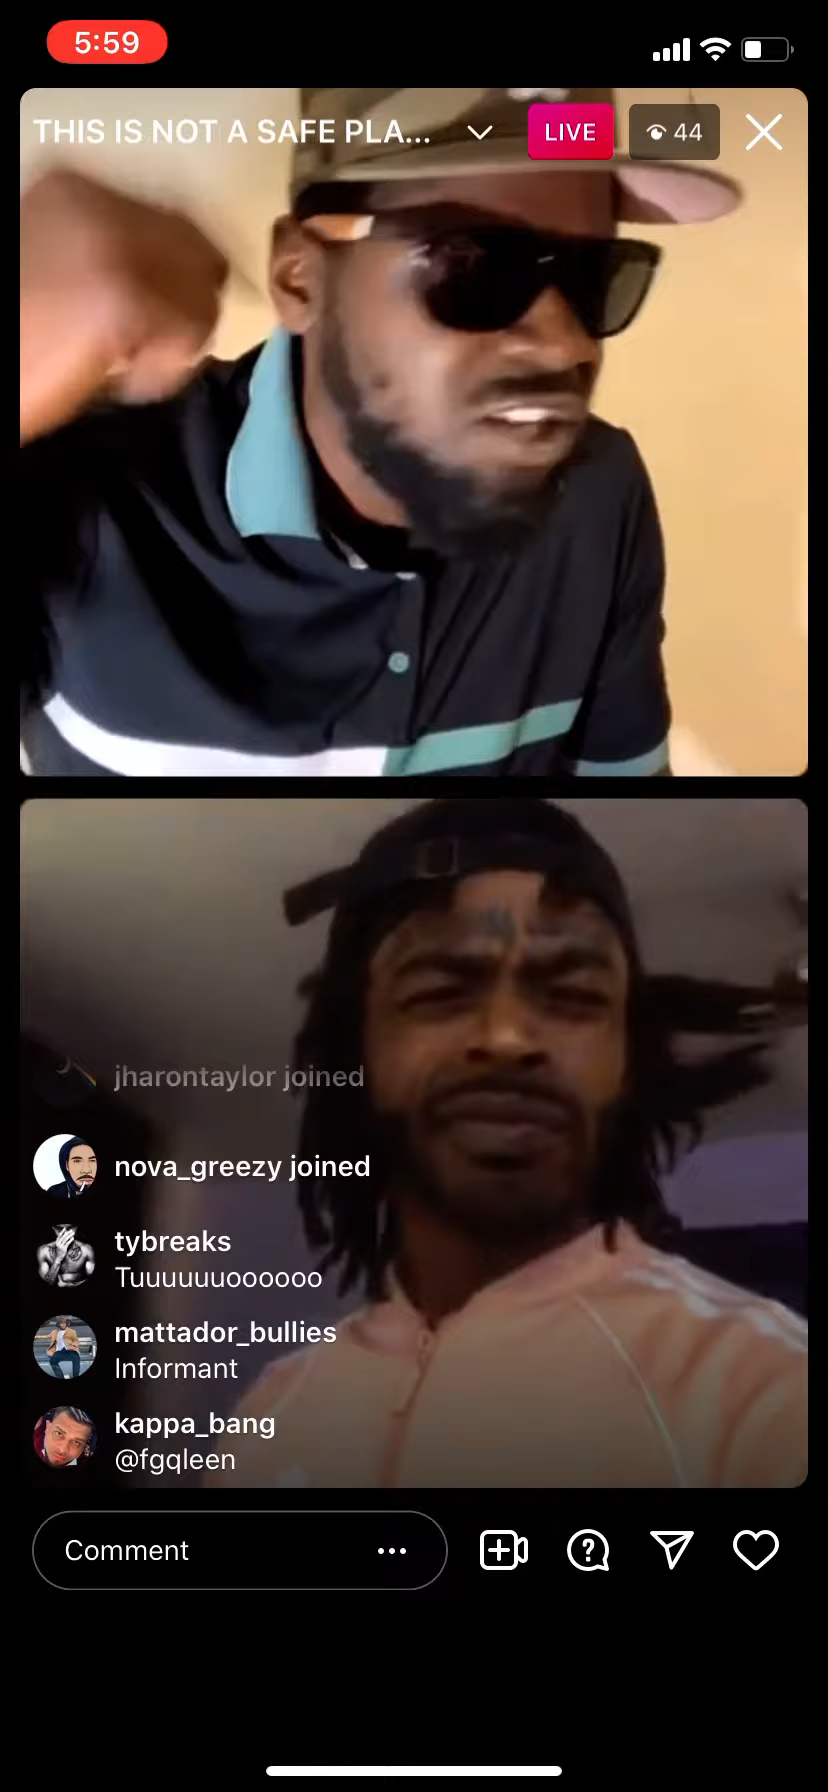 5:59
THIS IS NOT A SAFE PLA...
LIVE
44
jharontaylor joined
nova_greezy joined
tybreaks
Tuuuuuuoooooo
mattador_bullies
Informant
kappa_bang
@fgqleen
Comment